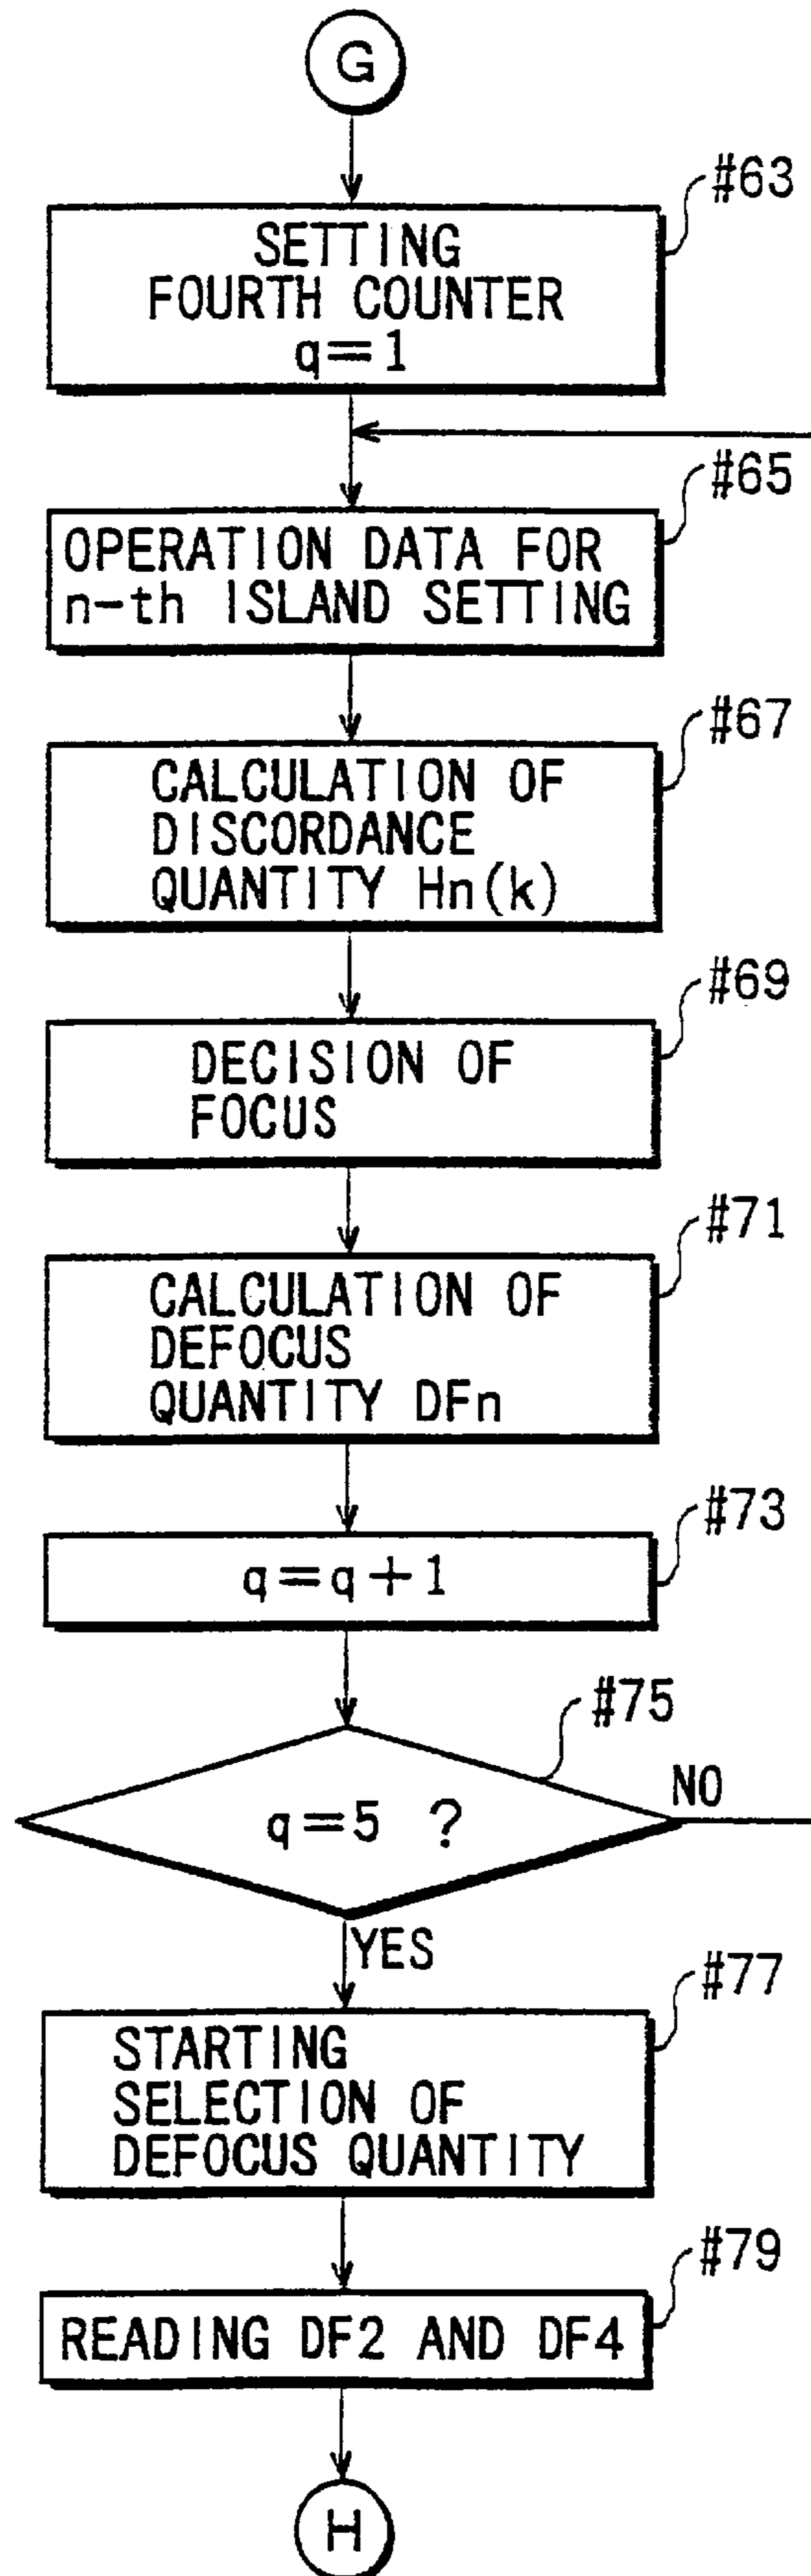 G
#63
SETTING
FOURTH COUNTER
q=1
#65
OPERATION DATA FOR
n-th ISLAND SETTING
#67
CALCULATION OF
DISCORDANCE
QUANTITY Hn(k)
#69
DECISION OF
FOCUS
#71
CALCULATION OF
DEFOCUS
QUANTITY DFn
#73
q=q+1
#75
q=5 ?
NO
YES
#77
STARTING
SELECTION OF
DEFOCUS QUANTITY
#79
READING DF2 AND DF4
H